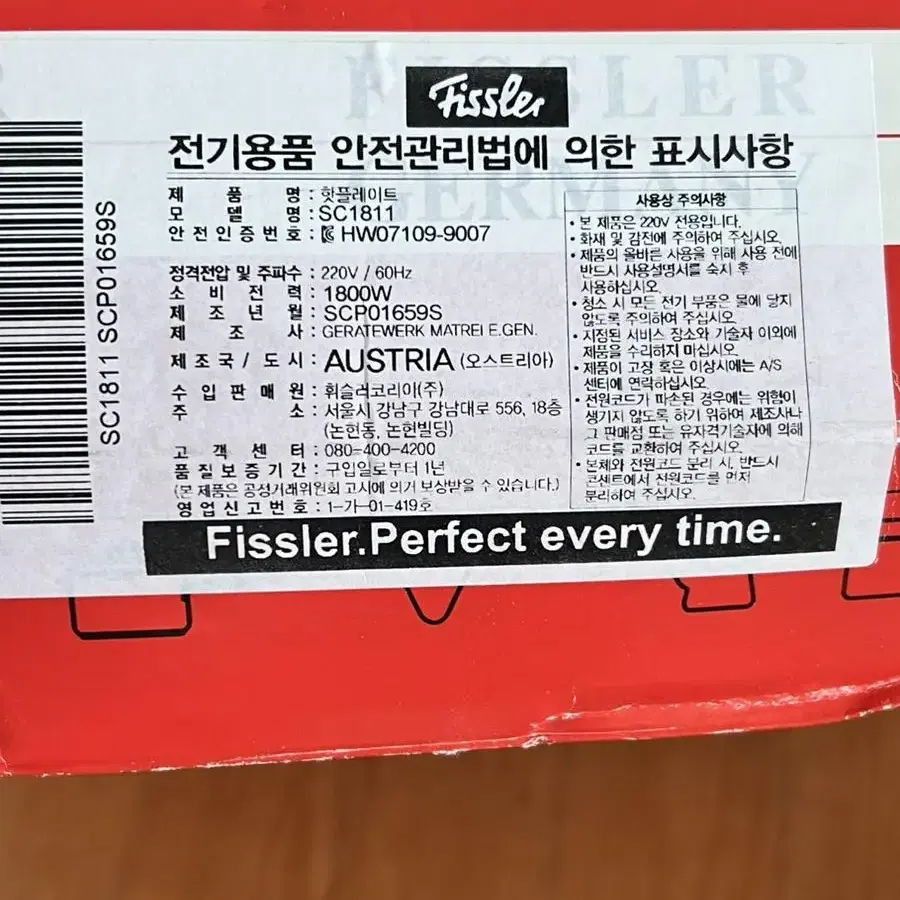 FISSLER
GERMANY
Fissler
전기용품 안전관리법에 의한 표시사항
제 품 명 : 핫플레이트
모 델 명 : SC1811
안전인증번호 : HW07109-9007
정격전압 및 주파수 : 220V / 60Hz
소 비 전 력 : 1800W
제 조 년 월 : SCP01659S
제 조 사 : GERATEWERK MATREI E.GEN.
제조국 / 도시 : AUSTRIA (오스트리아)
수 입 판 매 원 : 휘슬러코리아(주)
주 소 : 서울시 강남구 강남대로 556, 18층
(논현동, 논현빌딩)
고 객 센 터 : 080-400-4200
품질보증기간 : 구입일로부터 1년
(본 제품은 공성거래위원회 고시에 의거 보상받을 수 있습니다.)
영업신고번호 : 1-가-01-419호
사용상 주의사항
• 본 제품은 220V 전용입니다.
• 화재 및 감전에 주의하여 주십시오.
• 제품의 올바른 사용을 위해 사용 전에
반드시 사용설명서를 숙지 후
사용하십시오.
• 청소 시 모든 전기 부품은 물에 닿지
않도록 주의하여 주십시오.
• 지정된 서비스 장소와 기술자 이외에
제품을 수리하지 마십시오.
• 제품이 고장 혹은 이상시에는 A/S
센터에 연락하십시오.
• 전원코드가 파손된 경우에는 위험이
생기지 않도록 하기 위하여 제조사나
그 판매점 또는 유자격기술자에 의해
코드를 교환하여 주십시오.
• 본체와 전원코드 분리 시, 반드시
콘센트에서 전원코드를 먼저
분리하여 주십시오.
Fissler.Perfect every time.
SC1811 SCP01659S